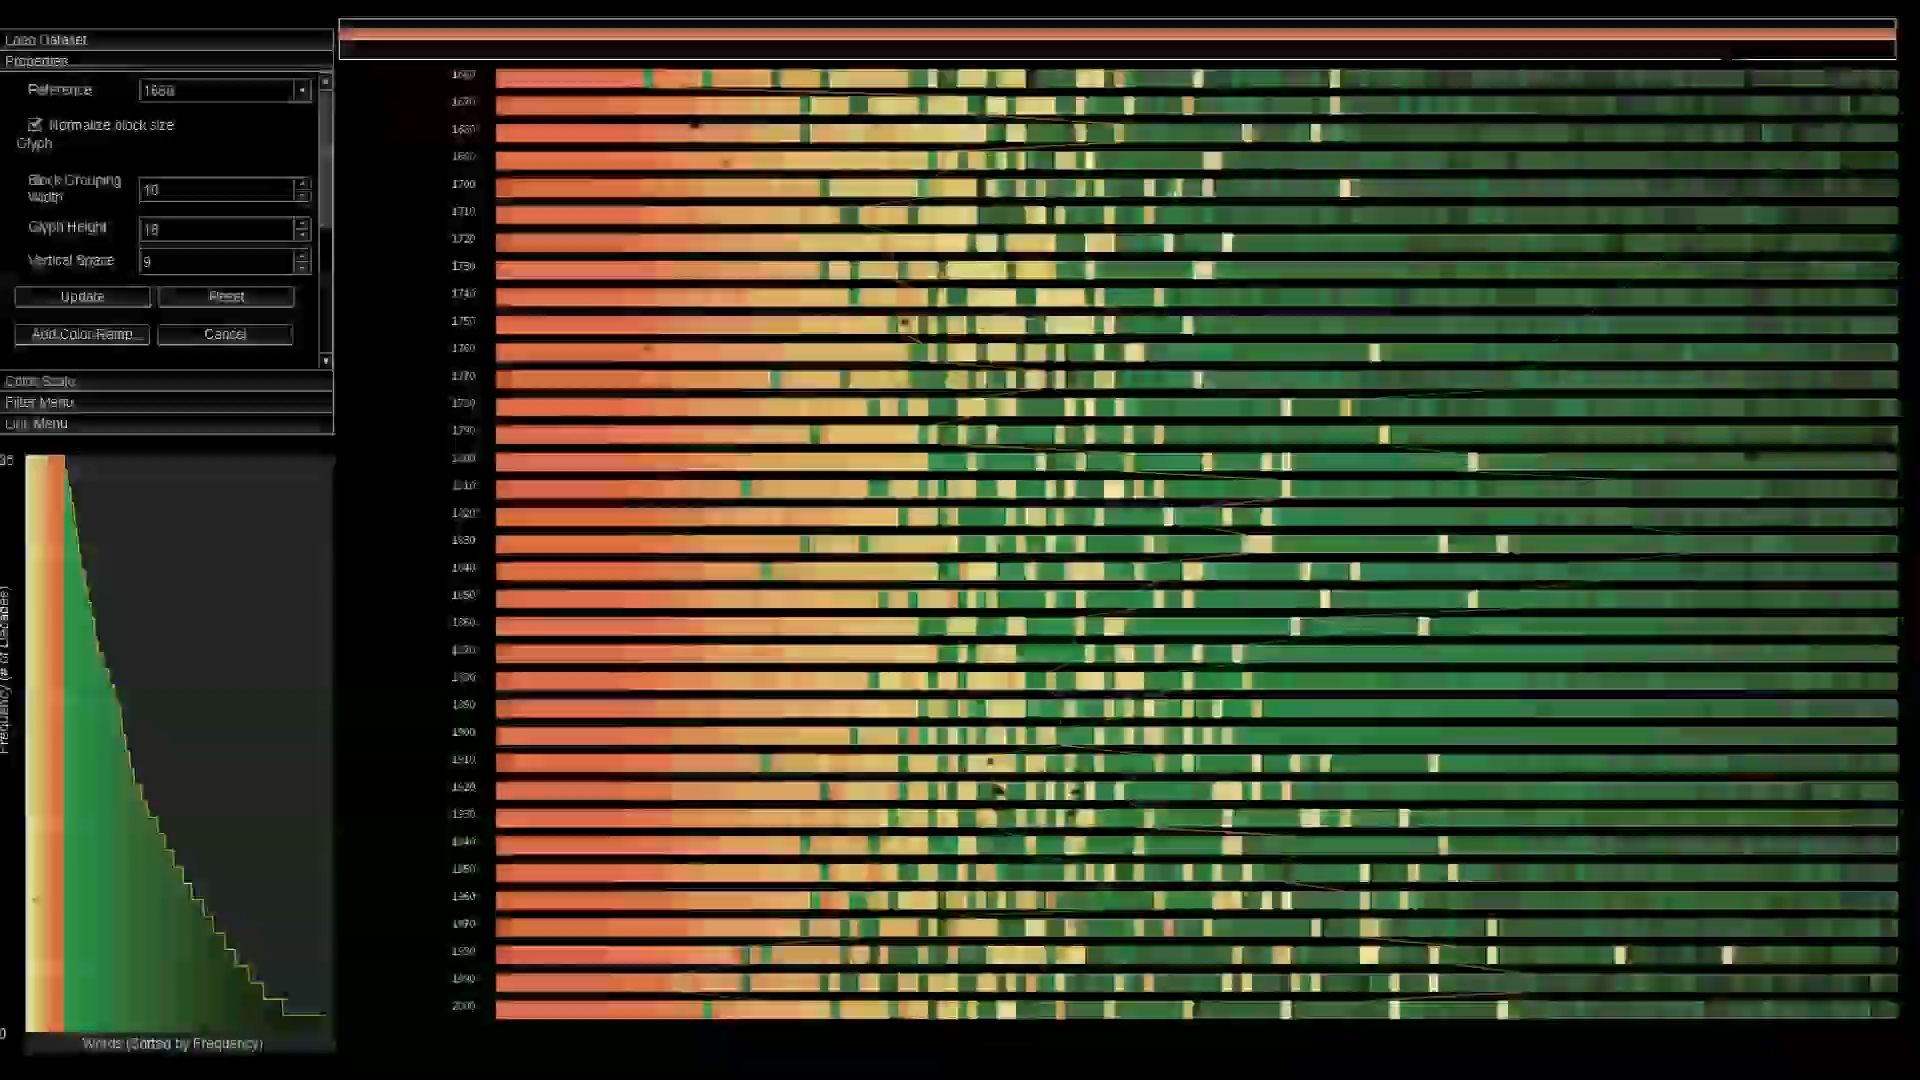 Load Dataset
Properties
Reference
1660
Normalize block size
Glyph
Block Grouping
Width
10
Glyph Height
18
Vertical Space
9
Update
Reset
Add Color Ramp...
Cancel
Color Scale
Filter Menu
Link Menu
Frequency (# of Decades)
0
Words (Sorted by Frequency)
1660
1670
1680
1690
1700
1710
1720
1730
1740
1750
1760
1770
1780
1790
1800
1810
1820
1830
1840
1850
1860
1870
1880
1890
1900
1910
1920
1930
1940
1950
1960
1970
1980
1990
2000